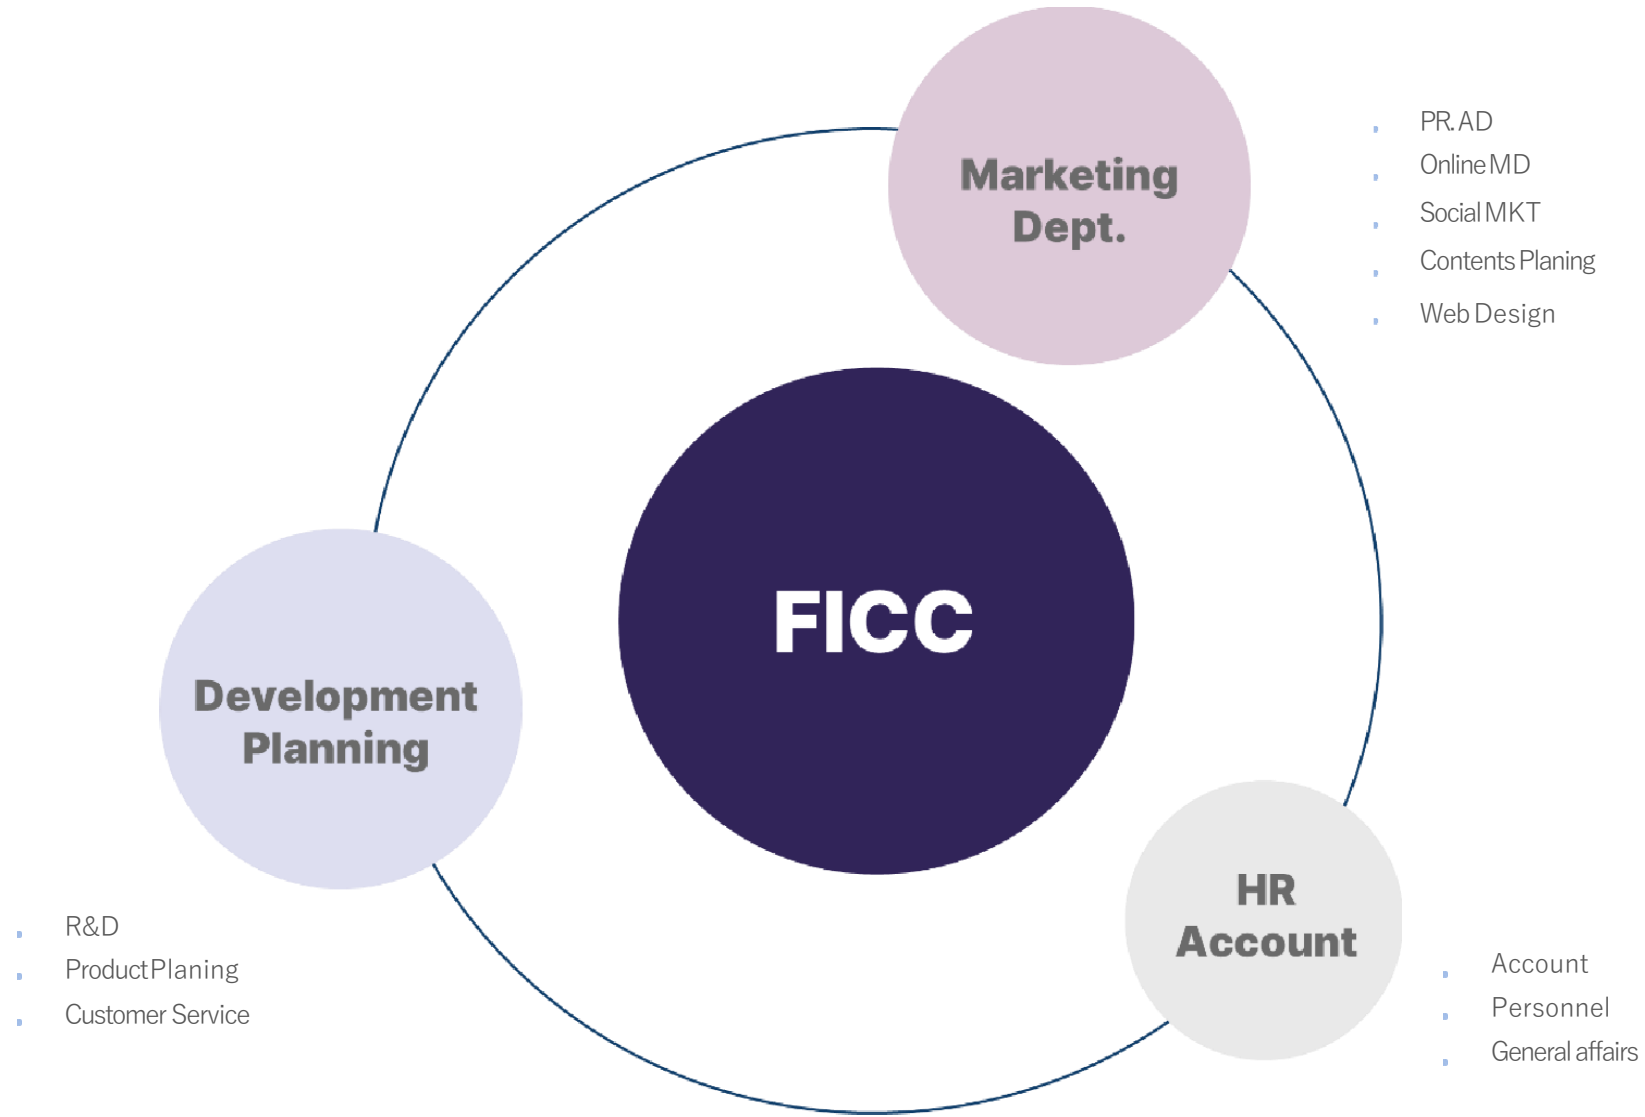 Marketing
Dept.
PR. AD
Online MD
Social MKT
Contents Planing
Web Design
FICC
Development
Planning
R&D
Product Planing
Customer Service
HR
Account
Account
Personnel
General affairs